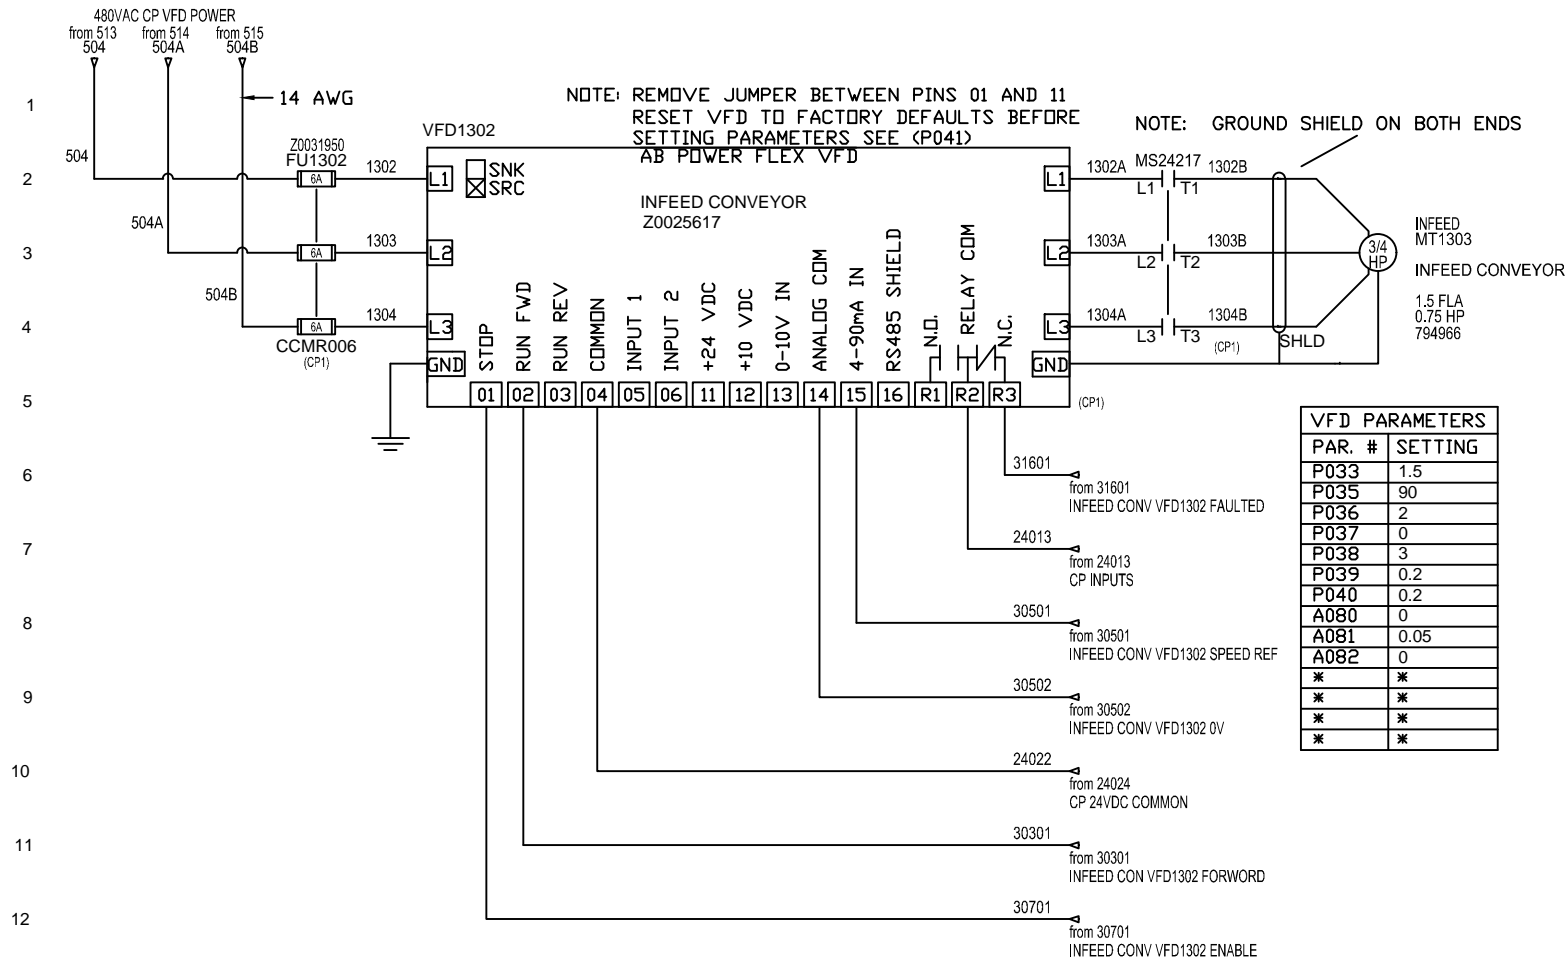 480VAC CP VFD POWER
from 513 from 514 from 515
504 504A 504B
1
14 AWG
NOTE: REMOVE JUMPER BETWEEN PINS 01 AND 11
RESET VFD TO FACTORY DEFAULTS BEFORE
SETTING PARAMETERS SEE (P041)
AB POWER FLEX VFD
NOTE: GROUND SHIELD ON BOTH ENDS
VFD1302
Z0031950
FU1302
504
6A
1302
L1
SNK
SRC
INFEED CONVEYOR
Z0025617
L1
1302A
MS24217
1302B
L1 T1
2
504A
6A
1303
L2
L2
1303A
1303B
L2 T2
3/4
HP
INFEED
MT1303
INFEED CONVEYOR
1.5 FLA
0.75 HP
794966
3
504B
6A
1304
L3
L3
1304A
1304B
L3 T3
(CP1)
SHLD
4
CCMR006
(CP1)
GND
GND
STOP
RUN FWD
RUN REV
COMMON
INPUT 1
INPUT 2
+24 VDC
+10 VDC
0-10V IN
ANALOG COM
4-90mA IN
RS485 SHIELD
N.O.
RELAY COM
N.C.
5
01 02 03 04 05 06 11 12 13 14 15 16 R1 R2 R3
(CP1)
6
31601
from 31601
INFEED CONV VFD1302 FAULTED
7
24013
from 24013
CP INPUTS
8
30501
from 30501
INFEED CONV VFD1302 SPEED REF
9
30502
from 30502
INFEED CONV VFD1302 0V
10
24022
from 24024
CP 24VDC COMMON
11
30301
from 30301
INFEED CON VFD1302 FORWORD
12
30701
from 30701
INFEED CONV VFD1302 ENABLE
VFD PARAMETERS
PAR. # SETTING
P033 1.5
P035 90
P036 2
P037 0
P038 3
P039 0.2
P040 0.2
A080 0
A081 0.05
A082 0
* *
* *
* *
* *